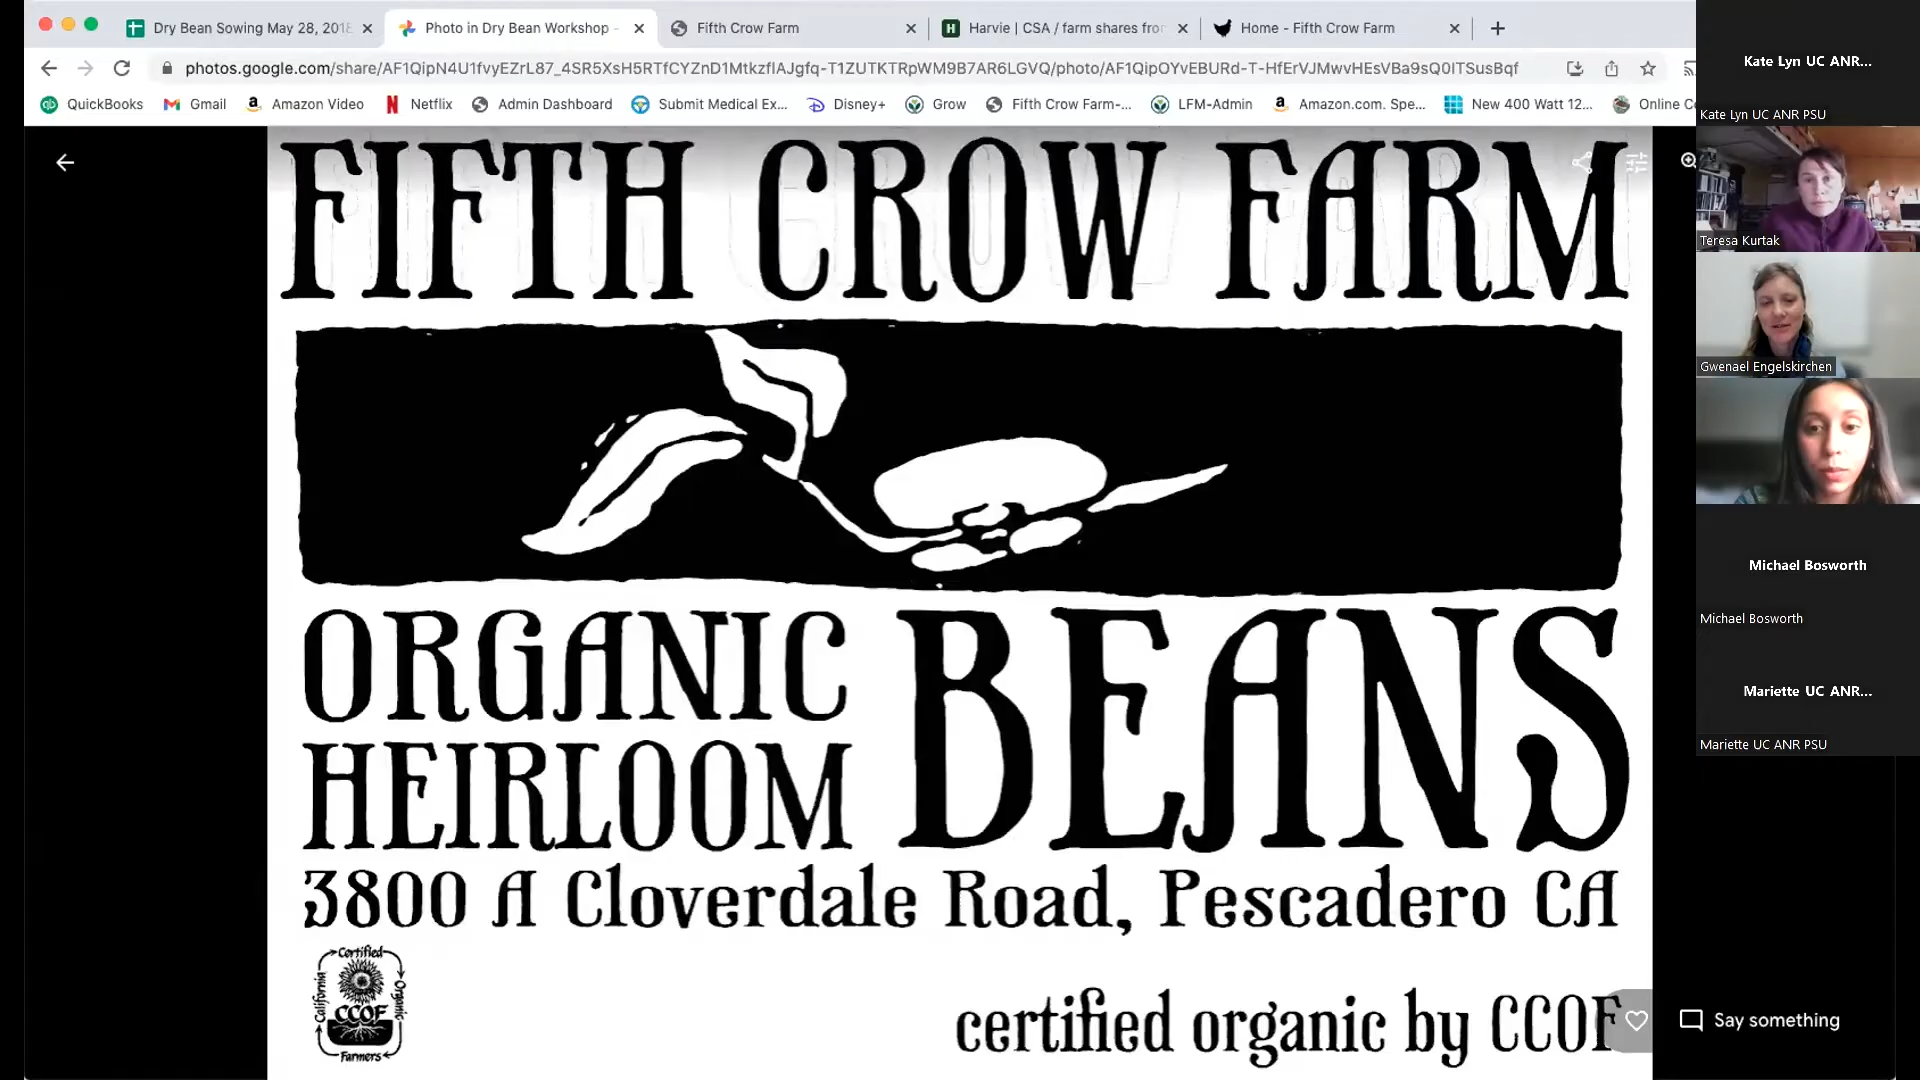 Dry Bean Sowing May 28, 2018
Photo in Dry Bean Workshop -
Fifth Crow Farm
Harvie | CSA / farm shares fro
Home - Fifth Crow Farm
photos.google.com/share/AF1QipN4U1fvyEZrL87_4SR5XsH5RTfCYZnD1MtkzflAJgfq-T1ZUTKTRpWM9B7AR6LGVQ/photo/AF1QipOYvEBURd-T-HfErVJMwvHEsVBa9sQ0ITSusBqf
QuickBooks
Gmail
Amazon Video
Netflix
Admin Dashboard
Submit Medical Ex...
Disney+
Grow
Fifth Crow Farm-...
LFM-Admin
Amazon.com. Spe...
New 400 Watt 12...
Online Co
FIFTH CROW FARM
ORGANIC
HEIRLOOM
BEANS
3800 A Cloverdale Road, Pescadero CA
Certified
California
Organic
CCOF
Farmers
certified organic by CCOF
Say something
Kate Lyn UC ANR...
Kate Lyn UC ANR PSU
Teresa Kurtak
Gwenael Engelskirchen
Michael Bosworth
Michael Bosworth
Mariette UC ANR...
Mariette UC ANR PSU